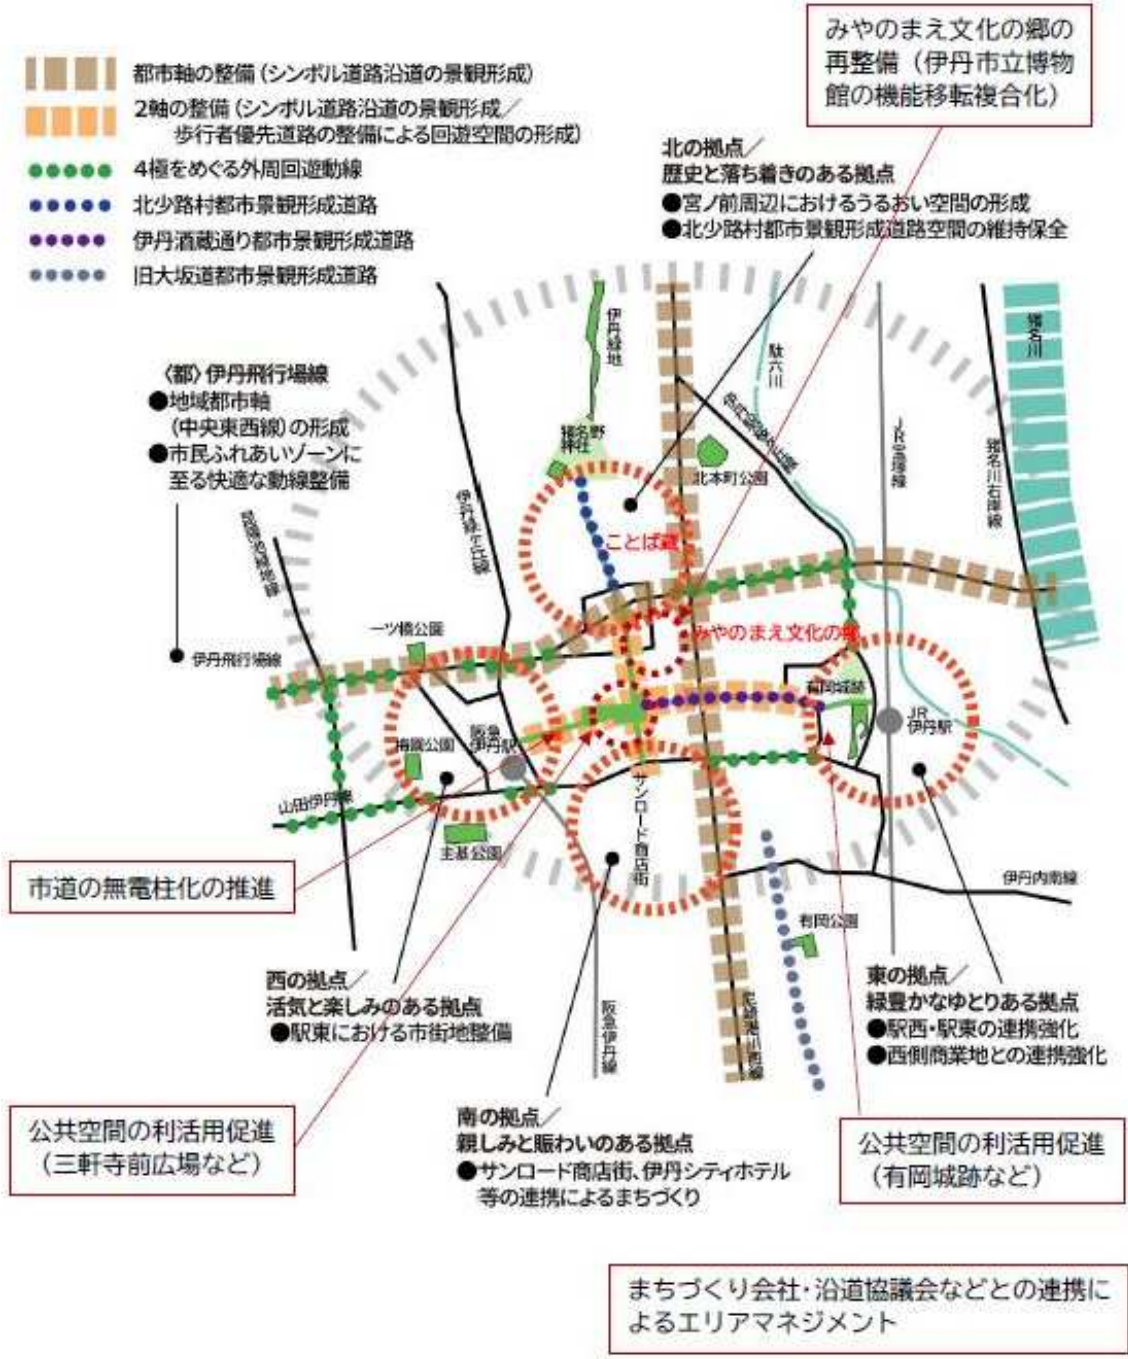 みやのまえ文化の郷の
再整備（伊丹市立博物
館の機能移転複合化）
都市軸の整備（シンボル道路沿道の景観形成）
2軸の整備（シンボル道路沿道の景観形成／
歩行者優先道路の整備による回遊空間の形成）
4極をめぐる外周回遊動線
北少路村都市景観形成道路
伊丹酒蔵通り都市景観形成道路
旧大坂道都市景観形成道路
北の拠点／
歴史と落ち着きのある拠点
●宮ノ前周辺におけるうるおい空間の形成
●北少路村都市景観形成道路空間の維持保全
〈都〉伊丹飛行場線
●地域都市軸
（中央東西線）の形成
●市民ふれあいゾーンに
至る快適な動線整備
伊丹緑地
駄六川
猪名川
JR宝塚線
猪名川右岸線
猪名野
神社
北本町公園
伊丹緑ヶ丘線
ことば蔵
一ツ橋公園
みやのまえ文化の郷
伊丹飛行場線
有岡城跡
JR
伊丹駅
阪急
伊丹駅
梅園公園
山田伊丹線
サンロード商店街
主基公園
市道の無電柱化の推進
伊丹内南線
有岡公園
西の拠点／
活気と楽しみのある拠点
●駅東における市街地整備
阪急伊丹線
東の拠点／
緑豊かなゆとりある拠点
●駅西・駅東の連携強化
●西側商業地との連携強化
南の拠点／
親しみと賑わいのある拠点
●サンロード商店街、伊丹シティホテル
等の連携によるまちづくり
公共空間の利活用促進
（三軒寺前広場など）
公共空間の利活用促進
（有岡城跡など）
まちづくり会社・沿道協議会などとの連携に
よるエリアマネジメント